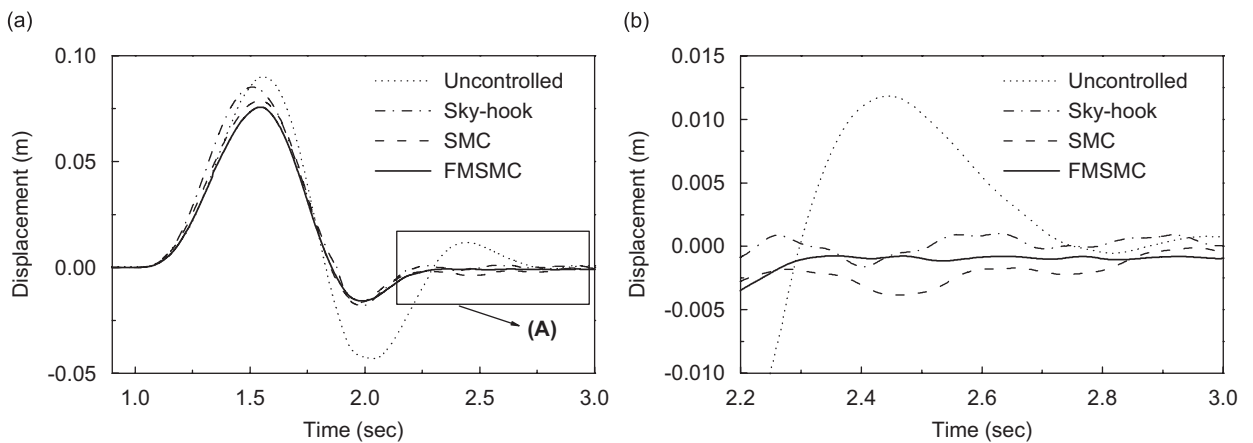 (a)
0.10
0.05
0.00
-0.05
Displacement (m)
1.0 1.5 2.0 2.5 3.0
Time (sec)
Uncontrolled
Sky-hook
SMC
FMSMC
(A)
(b)
0.015
0.010
0.005
0.000
-0.005
-0.010
Displacement (m)
2.2 2.4 2.6 2.8 3.0
Time (sec)
Uncontrolled
Sky-hook
SMC
FMSMC